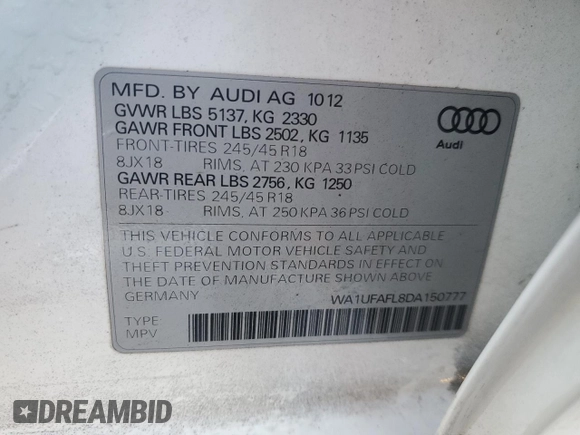 MFD. BY AUDI AG 10 12
GVWR LBS 5137, KG 2330
GAWR FRONT LBS 2502, KG 1135
FRONT-TIRES 245/45 R18
8JX18 RIMS, AT 230 KPA 33 PSI COLD
GAWR REAR LBS 2756, KG 1250
REAR-TIRES 245/45 R18
8JX18 RIMS, AT 250 KPA 36 PSI COLD
Audi
THIS VEHICLE CONFORMS TO ALL APPLICABLE
U.S. FEDERAL MOTOR VEHICLE SAFETY AND
THEFT PREVENTION STANDARDS IN EFFECT ON
THE DATE OF MANUFACTURE SHOWN ABOVE.
GERMANY WA1UFAFL8DA150777
TYPE
MPV
DREAMBID